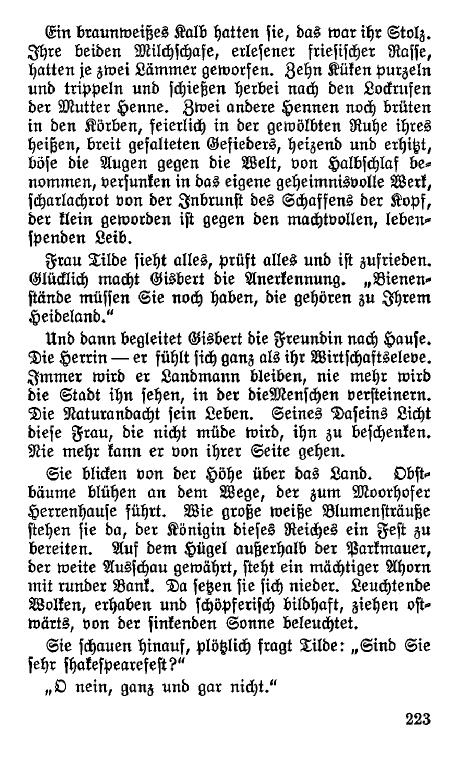 Ein braunweißes Kalb hatten sie, das war ihr Stolz.
Ihre beiden Milchschafe, erlesener friesischer Rasse,
hatten je zwei Lämmer geworfen. Zehn Küken purzeln
und trippeln und schießen herbei nach den Lockrufen
der Mutter Henne. Zwei andere Hennen noch brüten
in den Körben, feierlich in der gewölbten Ruhe ihres
heißen, breit gefalteten Gefieders, heizend und erhitzt,
böse die Augen gegen die Welt, von Halbschlaf be-
nommen, versunken in das eigene geheimnisvolle Werk,
scharlachrot von der Inbrunst des Schaffens der Kopf,
der klein geworden ist gegen den machtvollen, leben-
spenden Leib.
Frau Tilde sieht alles, prüft alles und ist zufrieden.
Glücklich macht Gisbert die Anerkennung. „Bienen-
stände müssen Sie noch haben, die gehören zu Ihrem
Heideland.“
Und dann begleitet Gisbert die Freundin nach Hause.
Die Herrin — er fühlt sich ganz als ihr Wirtschaftseleve.
Immer wird er Landmann bleiben, nie mehr wird
die Stadt ihn sehen, in der dieMenschen versteinern.
Die Naturandacht sein Leben. Seines Daseins Licht
diese Frau, die nicht müde wird, ihn zu beschenken.
Nie mehr kann er von ihrer Seite gehen.
Sie blicken von der Höhe über das Land. Obst-
bäume blühen an dem Wege, der zum Moorhofer
Herrenhause führt. Wie große weiße Blumensträuße
stehen sie da, der Königin dieses Reiches ein Fest zu
bereiten. Auf dem Hügel außerhalb der Parkmauer,
der weite Ausschau gewährt, steht ein mächtiger Ahorn
mit runder Bank. Da setzen sie sich nieder. Leuchtende
Wolken, erhaben und schöpferisch bildhaft, ziehen ost-
wärts, von der sinkenden Sonne beleuchtet.
Sie schauen hinauf, plötzlich fragt Tilde: „Sind Sie
sehr shakespearefest?“
„O nein, ganz und gar nicht.“
223